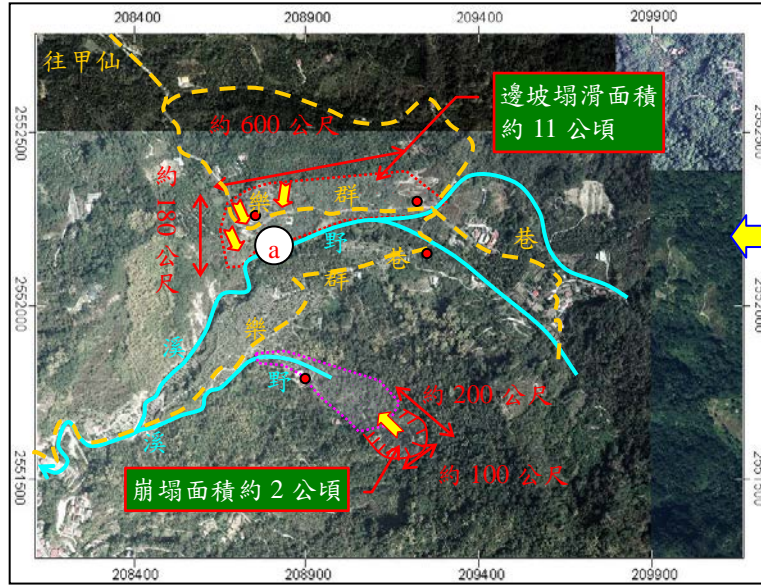 208400 208900 209400 209900
往甲仙
邊坡塌滑面積
約 11 公頃
約 600 公尺
2552500
2552500
約 180 公尺
樂
群
巷
a
野
巷
群
樂
2552000
2552000
溪
野
溪
約 200 公尺
約 100 公尺
崩塌面積約 2 公頃
2551500
2551500
208400 208900 209400 209900